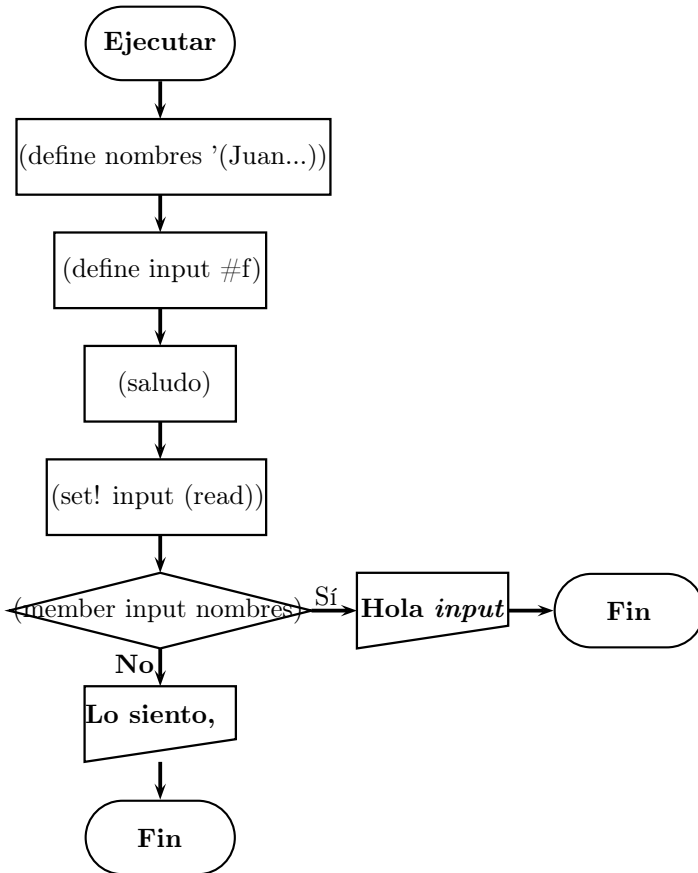 Ejecutar
(define nombres ’(Juan...))
(define input #f)
(saludo)
(set! input (read))
(member input nombres)
Sí
Hola input
Fin
No
Lo siento,
Fin